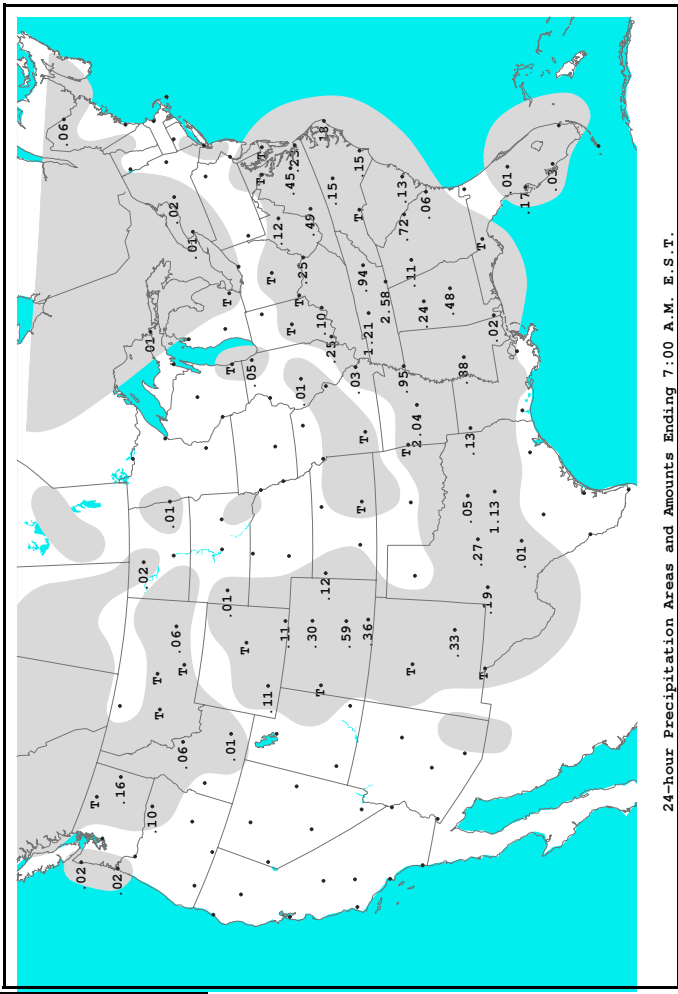 .06
.02
T
.02
.16
.02
.01
.10
T
T
.01
.02
.06
.06
T
.01
.01
.01
T
T
T
.05
.11
T
T
T
.12
.11
T
.45
.23
.01
T
.25
.30
.49
T
.10
.18
.12
.25
.15
.59
.03
T
.15
T
T
.94
.36
1.21
2.58
.95
.13
T
.72
T
2.04
.11
.24
.06
.33
.48
.05
.38
.27
.13
T
T
.19
1.13
.02
.01
.01
.17
.03
24-hour Precipitation Areas and Amounts Ending 7:00 A.M. E.S.T.